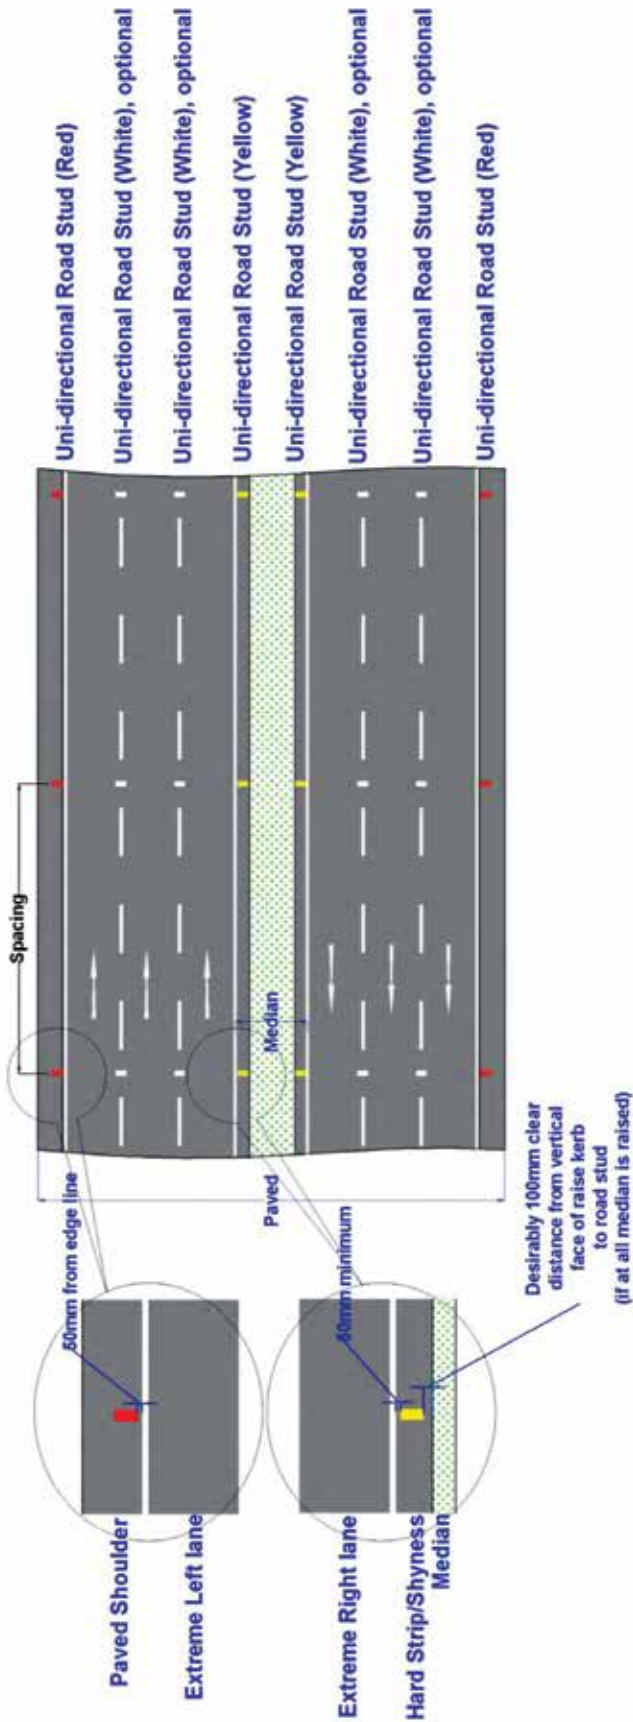 Uni-directional Road Stud (Red)
Uni-directional Road Stud (White), optional
Uni-directional Road Stud (White), optional
Uni-directional Road Stud (Yellow)
Uni-directional Road Stud (Yellow)
Uni-directional Road Stud (White), optional
Uni-directional Road Stud (White), optional
Uni-directional Road Stud (Red)
Spacing
Median
Paved
50mm from edge line
Paved Shoulder
Extreme Left lane
50mm minimum
Extreme Right lane
Hard Strip/Shyness
Median
Desirably 100mm clear
distance from vertical
face of raise kerb
to road stud
(if at all median is raised)